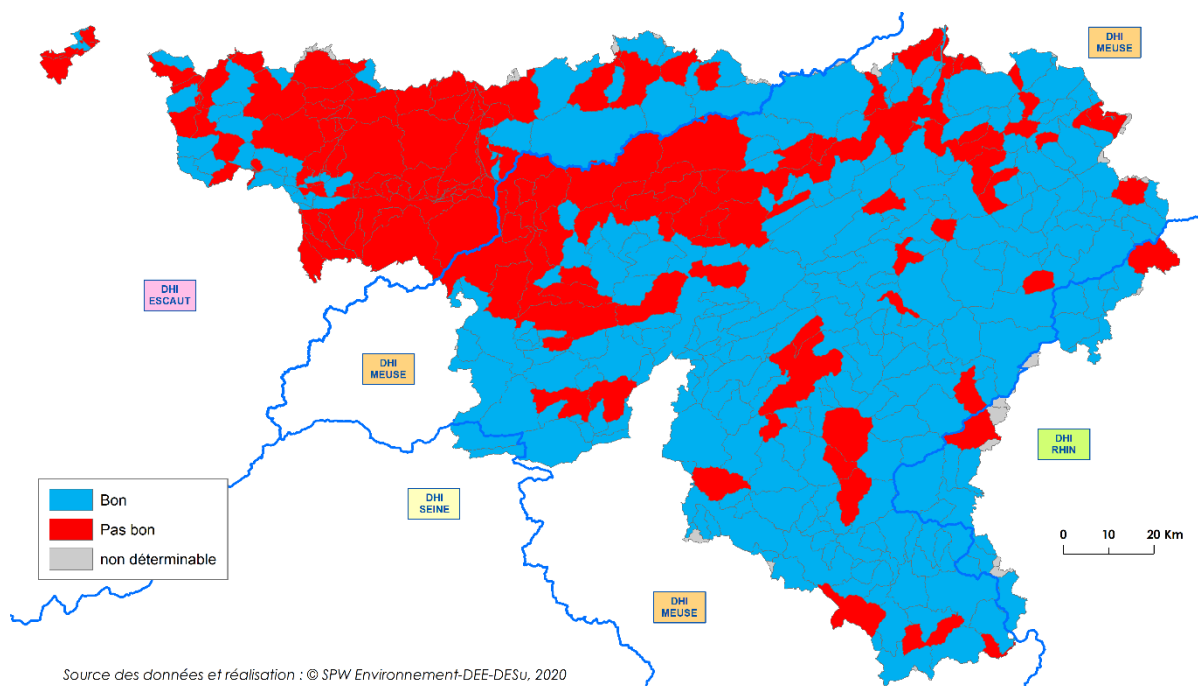 DHI
MEUSE
DHI
ESCAUT
DHI
MEUSE
DHI
RHIN
DHI
SEINE
Bon
Pas bon
non déterminable
0 10 20 Km
DHI
MEUSE
Source des données et réalisation : © SPW Environnement-DEE-DESu, 2020